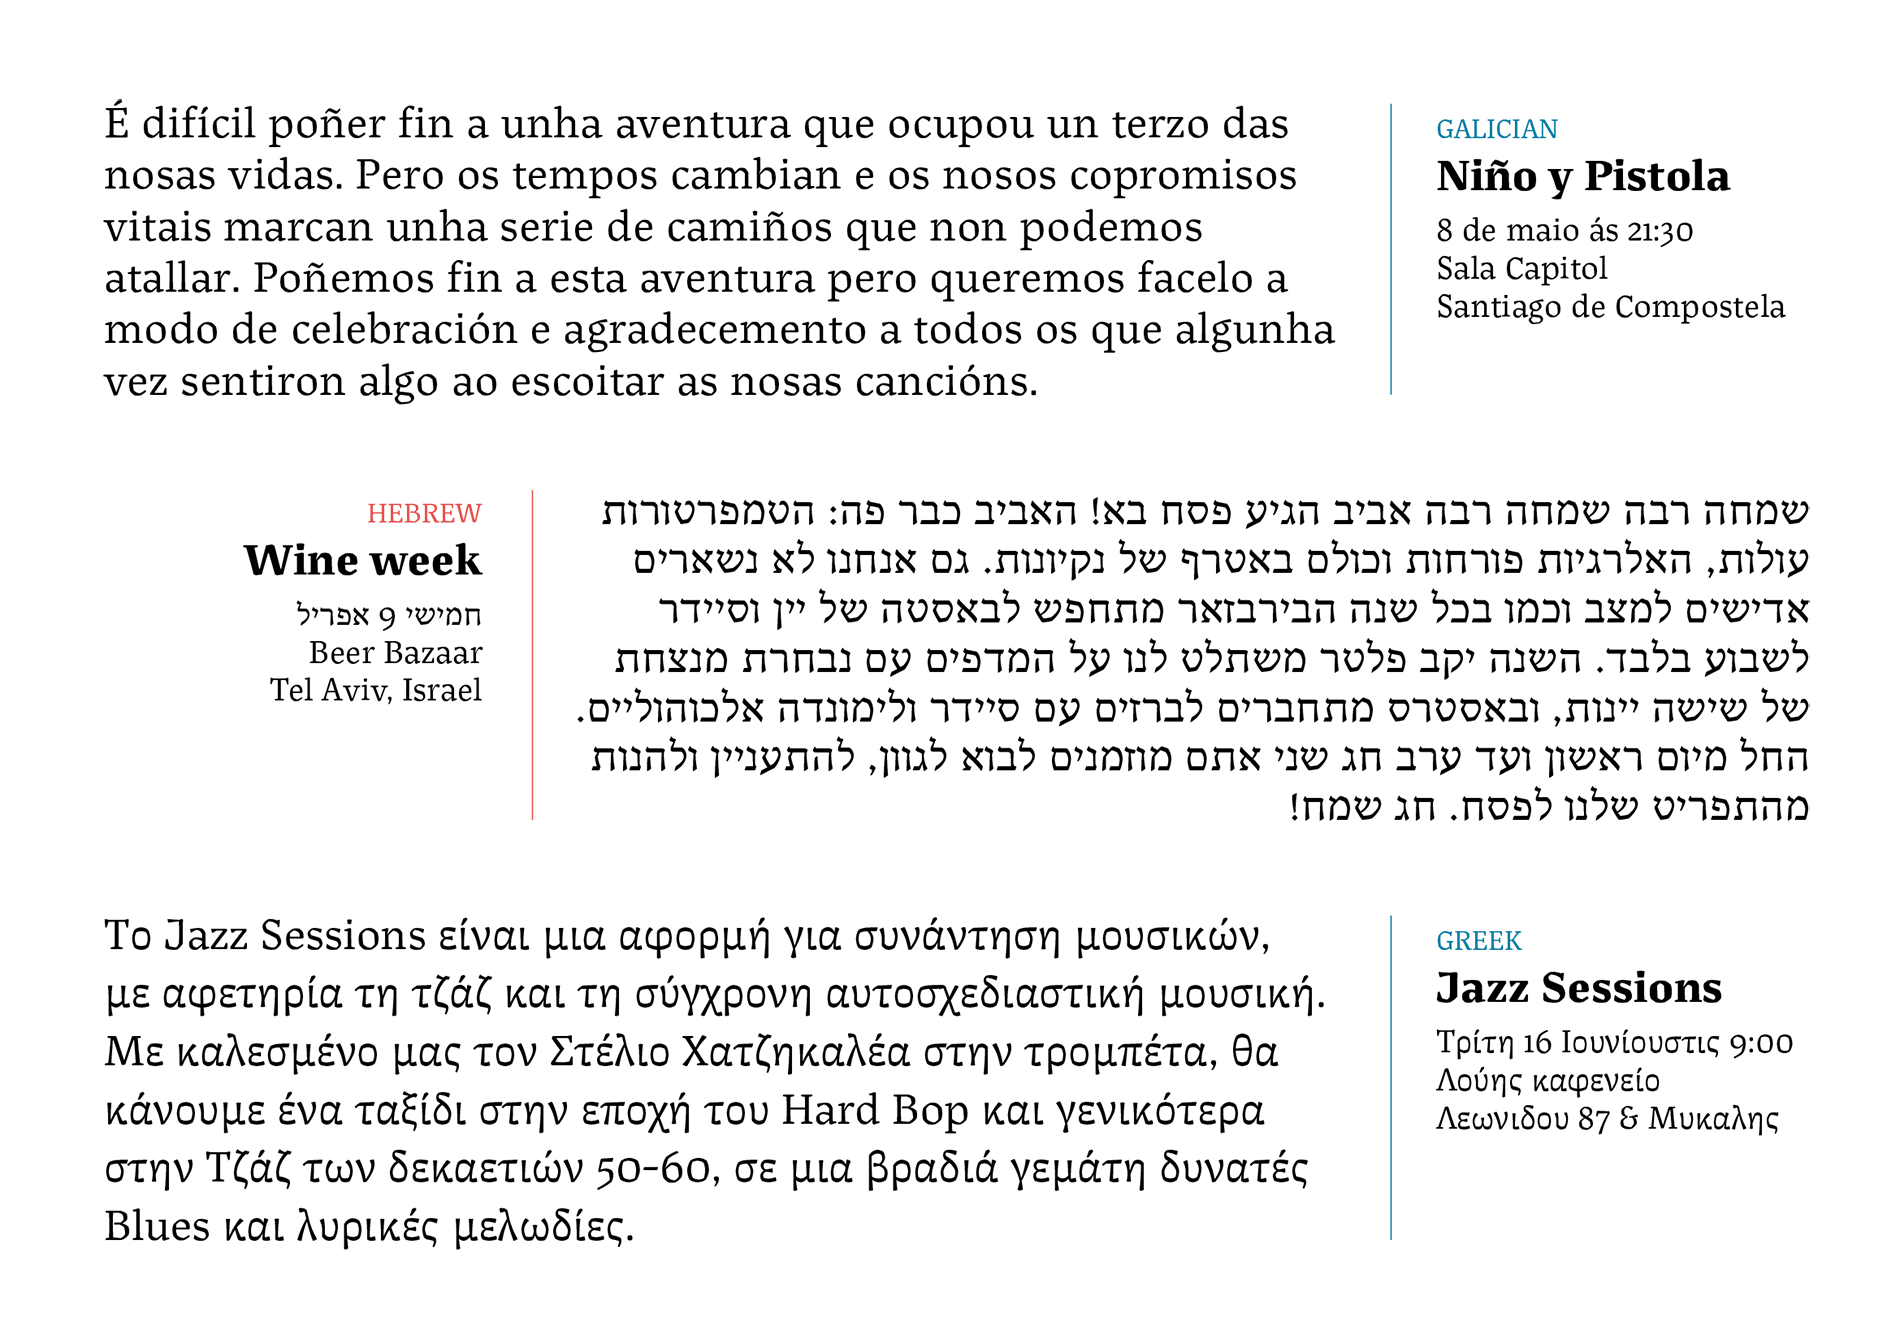 É difícil poñer fin a unha aventura que ocupou un terzo das
nosas vidas. Pero os tempos cambian e os nosos copromisos
vitais marcan unha serie de camiños que non podemos
atallar. Poñemos fin a esta aventura pero queremos facelo a
modo de celebración e agradecemento a todos os que algunha
vez sentiron algo ao escoitar as nosas cancións.
GALICIAN
Niño y Pistola
8 de maio ás 21:30
Sala Capitol
Santiago de Compostela
שמחה רבה שמחה רבה אביב הגיע פסח בא! האביב כבר פה: הטמפרטורות
עולות, האלרגיות פורחות וכולם באטרף של נקיונות. גם אנחנו לא נשארים
אדישים למצב וכמו בכל שנה הבירבזאר מתחפש לבאסטה של יין וסיידר
לשבוע בלבד. השנה יקב פלטר משתלט לנו על המדפים עם נבחרת מנצחת
של שישה יינות, ובאסטרס מתחברים לברזים עם סיידר ולימונדה אלכוהוליים.
החל מיום ראשון ועד ערב חג שני אתם מוזמנים לבוא לגוון, להתעניין ולהנות
מהתפריט שלנו לפסח. חג שמח!
HEBREW
Wine week
חמישי 9 אפריל
Beer Bazaar
Tel Aviv, Israel
Το Jazz Sessions είναι μια αφορμή για συνάντηση μουσικών,
με αφετηρία τη τζάζ και τη σύγχρονη αυτοσχεδιαστική μουσική.
Με καλεσμένο μας τον Στέλιο Χατζηκαλέα στην τρομπέτα, θα
κάνουμε ένα ταξίδι στην εποχή του Hard Bop και γενικότερα
στην Τζάζ των δεκαετιών 50-60, σε μια βραδιά γεμάτη δυνατές
Blues και λυρικές μελωδίες.
GREEK
Jazz Sessions
Τρίτη 16 Ιουνίουστις 9:00
Λούης καφενείο
Λεωνιδου 87 & Μυκαλης